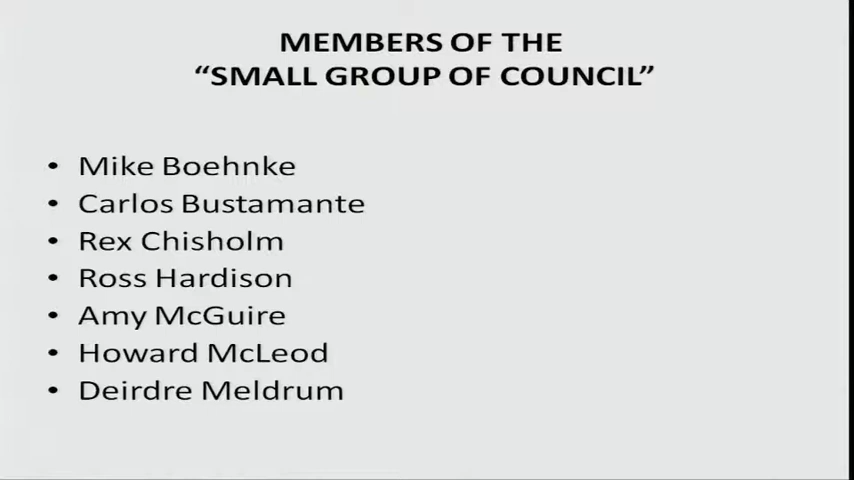 MEMBERS OF THE
“SMALL GROUP OF COUNCIL”
• Mike Boehnke
• Carlos Bustamante
• Rex Chisholm
• Ross Hardison
• Amy McGuire
• Howard McLeod
• Deirdre Meldrum